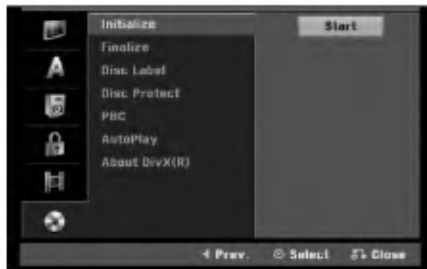 Initialize
Start
Finalize
Disc Label
Disc Protect
PBC
AutoPlay
About DivX(R)
Prev.
Select
Close